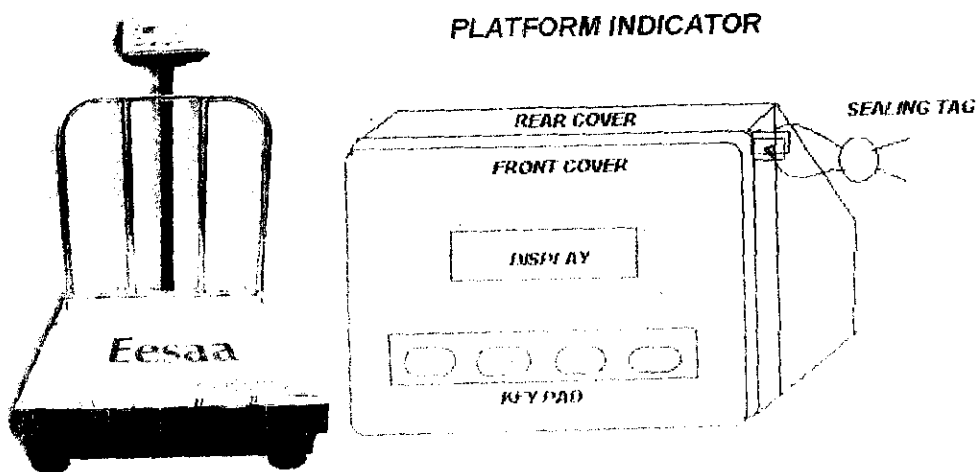 PLATFORM INDICATOR
SEALING TAG
REAR COVER
FRONT COVER
DISPLAY
Eesaa
KEY PAD